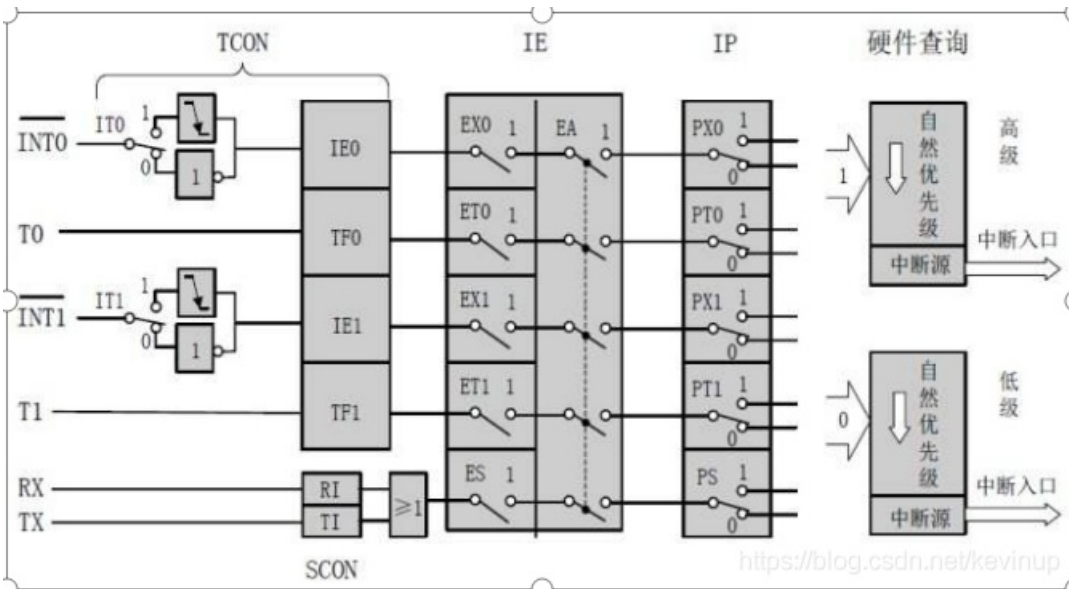 TCON IE IP 硬件查询
INT0 IT0 1 0 1 IE0 EX0 1 EA 1 PX0 1 0 1 自然优先级 高级
T0 TF0 ET0 1 PT0 1 0 中断源 中断入口
INT1 IT1 1 0 1 IE1 EX1 1 PX1 1 0
T1 TF1 ET1 1 PT1 1 0 0 自然优先级 低级
RX RI ≥1 ES 1 PS 1 0 中断源 中断入口
TX TI
SCON
https://blog.csdn.net/kevinup